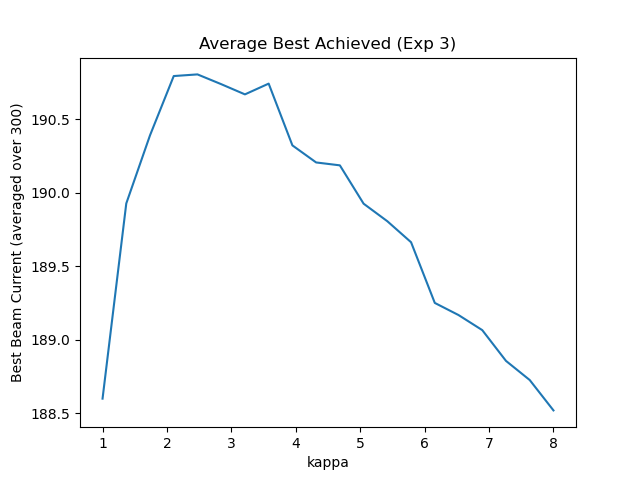 Average Best Achieved (Exp 3)
Best Beam Current (averaged over 300)
190.5
190.0
189.5
189.0
188.5
1 2 3 4 5 6 7 8
kappa